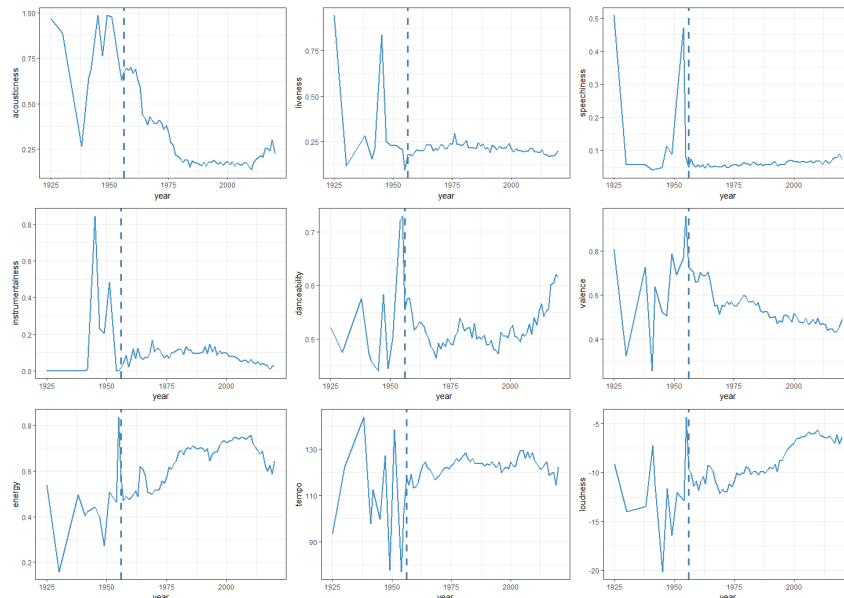 acousticness
1.00
0.75
0.50
0.25
1925 1950 1975 2000
year
liveness
0.75
0.50
0.25
1925 1950 1975 2000
year
speechiness
0.5
0.4
0.3
0.2
0.1
1925 1950 1975 2000
year
instrumentalness
0.8
0.6
0.4
0.2
0.0
1925 1950 1975 2000
year
danceability
0.7
0.6
0.5
1925 1950 1975 2000
year
valence
0.8
0.6
0.4
1925 1950 1975 2000
year
energy
0.8
0.6
0.4
0.2
1925 1950 1975 2000
year
tempo
130
110
90
1925 1950 1975 2000
year
loudness
-5
-10
-15
-20
1925 1950 1975 2000
year